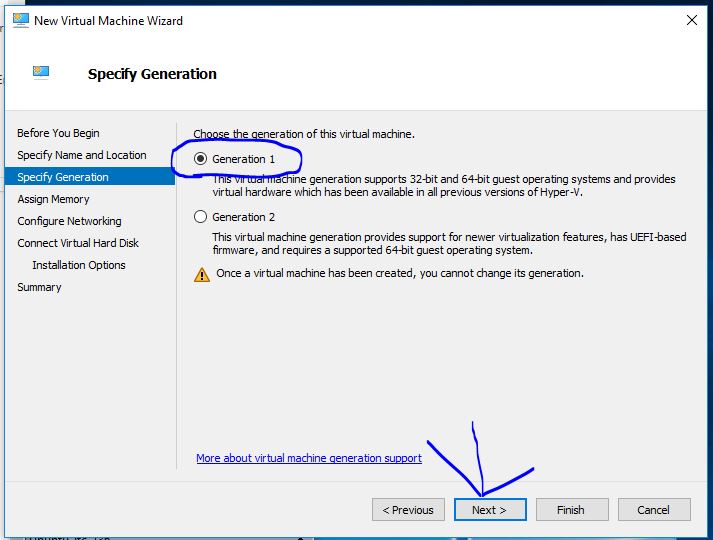 New Virtual Machine Wizard
Specify Generation
Before You Begin
Specify Name and Location
Specify Generation
Assign Memory
Configure Networking
Connect Virtual Hard Disk
Installation Options
Summary
Choose the generation of this virtual machine.
Generation 1
This virtual machine generation supports 32-bit and 64-bit guest operating systems and provides
virtual hardware which has been available in all previous versions of Hyper-V.
Generation 2
This virtual machine generation provides support for newer virtualization features, has UEFI-based
firmware, and requires a supported 64-bit guest operating system.
Once a virtual machine has been created, you cannot change its generation.
More about virtual machine generation support
< Previous
Next >
Finish
Cancel